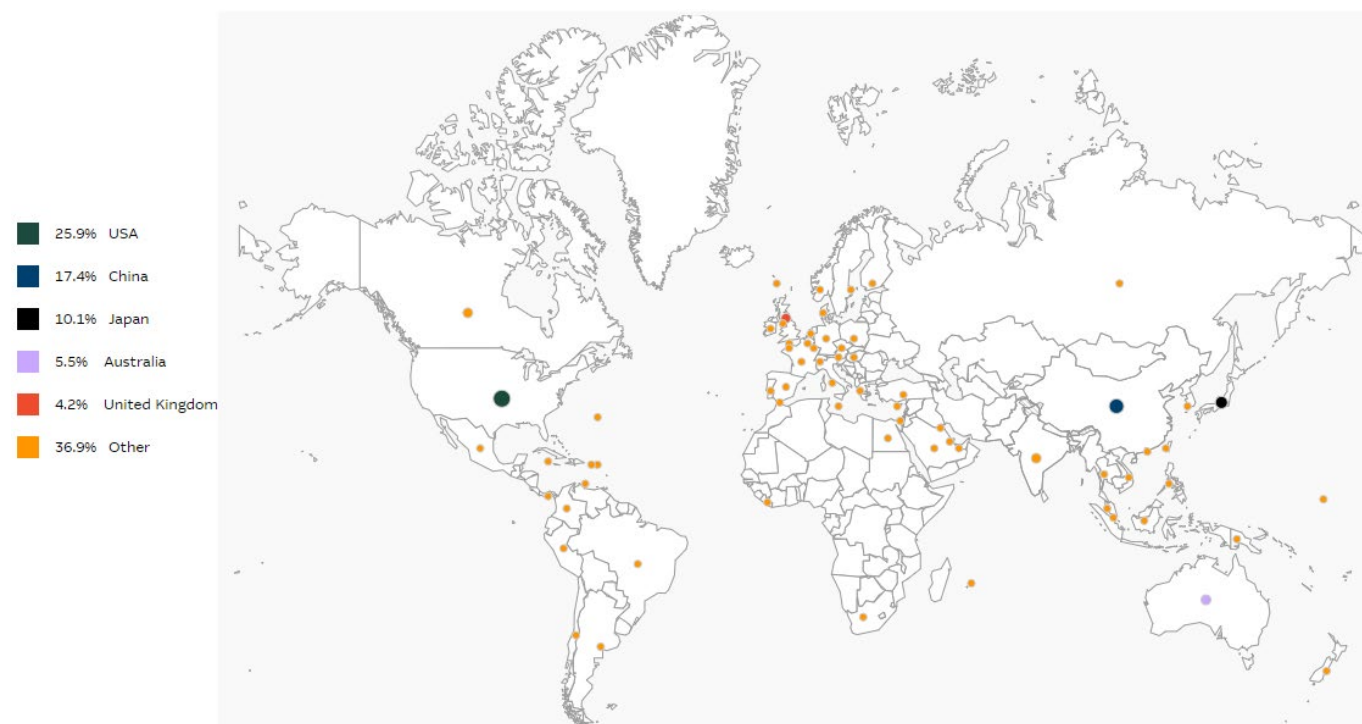 25.9% USA
17.4% China
10.1% Japan
5.5% Australia
4.2% United Kingdom
36.9% Other